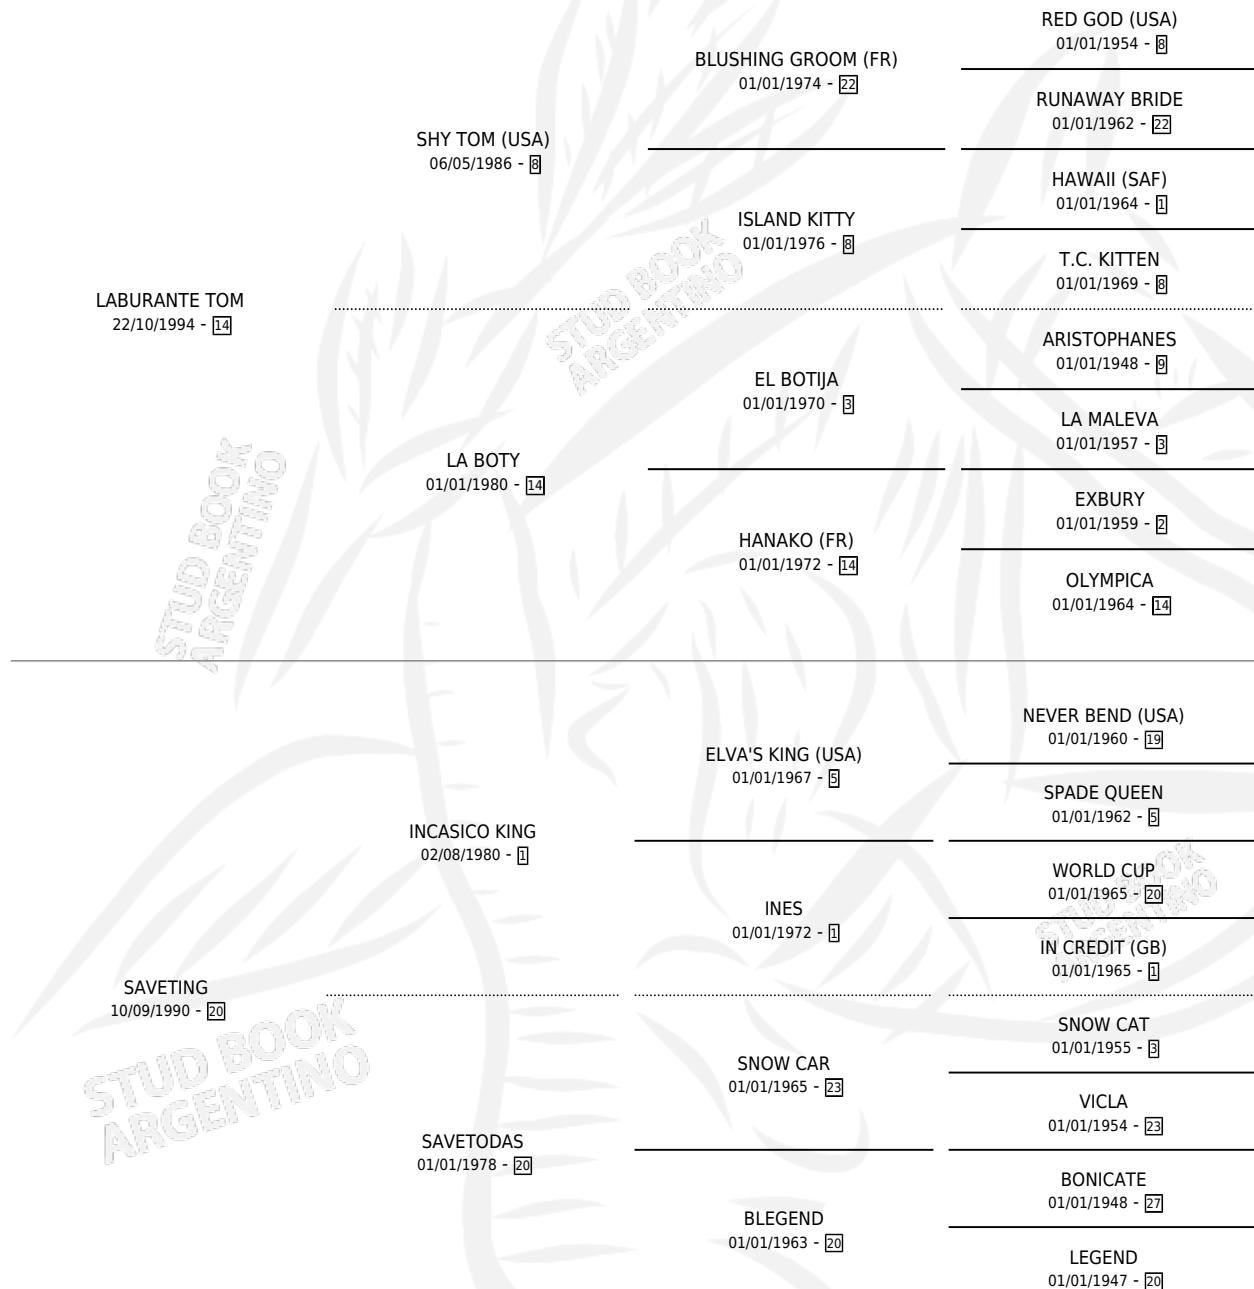 RED GOD (USA)
01/01/1954 - 8
BLUSHING GROOM (FR)
01/01/1974 - 22
RUNAWAY BRIDE
01/01/1962 - 22
SHY TOM (USA)
06/05/1986 - 8
HAWAII (SAF)
01/01/1964 - 1
ISLAND KITTY
01/01/1976 - 8
T.C. KITTEN
01/01/1969 - 8
LABURANTE TOM
22/10/1994 - 14
ARISTOPHANES
01/01/1948 - 9
EL BOTIJA
01/01/1970 - 3
LA MALEVA
01/01/1957 - 3
LA BOTY
01/01/1980 - 14
EXBURY
01/01/1959 - 2
HANAKO (FR)
01/01/1972 - 14
OLYMPICA
01/01/1964 - 14
NEVER BEND (USA)
01/01/1960 - 19
ELVA'S KING (USA)
01/01/1967 - 5
SPADE QUEEN
01/01/1962 - 5
INCASICO KING
02/08/1980 - 1
WORLD CUP
01/01/1965 - 20
INES
01/01/1972 - 1
IN CREDIT (GB)
01/01/1965 - 1
SAVETING
10/09/1990 - 20
SNOW CAT
01/01/1955 - 3
SNOW CAR
01/01/1965 - 23
VICLA
01/01/1954 - 23
SAVETODAS
01/01/1978 - 20
BONICATE
01/01/1948 - 27
BLEGEND
01/01/1963 - 20
LEGEND
01/01/1947 - 20
STUD BOOK
ARGENTINO
STUD BOOK
ARGENTINO
STUD BOOK
ARGENTINO
STUD BOOK
ARGENTINO